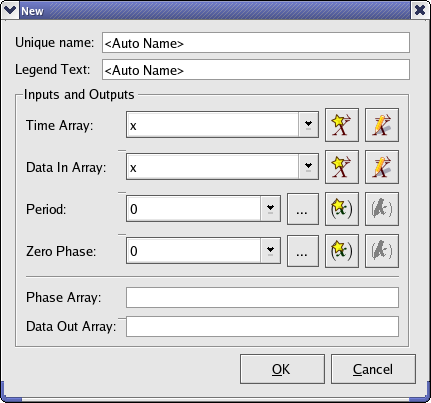 New
Unique name: <Auto Name>
Legend Text: <Auto Name>
Inputs and Outputs
Time Array: x
Data In Array: x
Period: 0 ...
Zero Phase: 0 ...
Phase Array:
Data Out Array:
OK Cancel